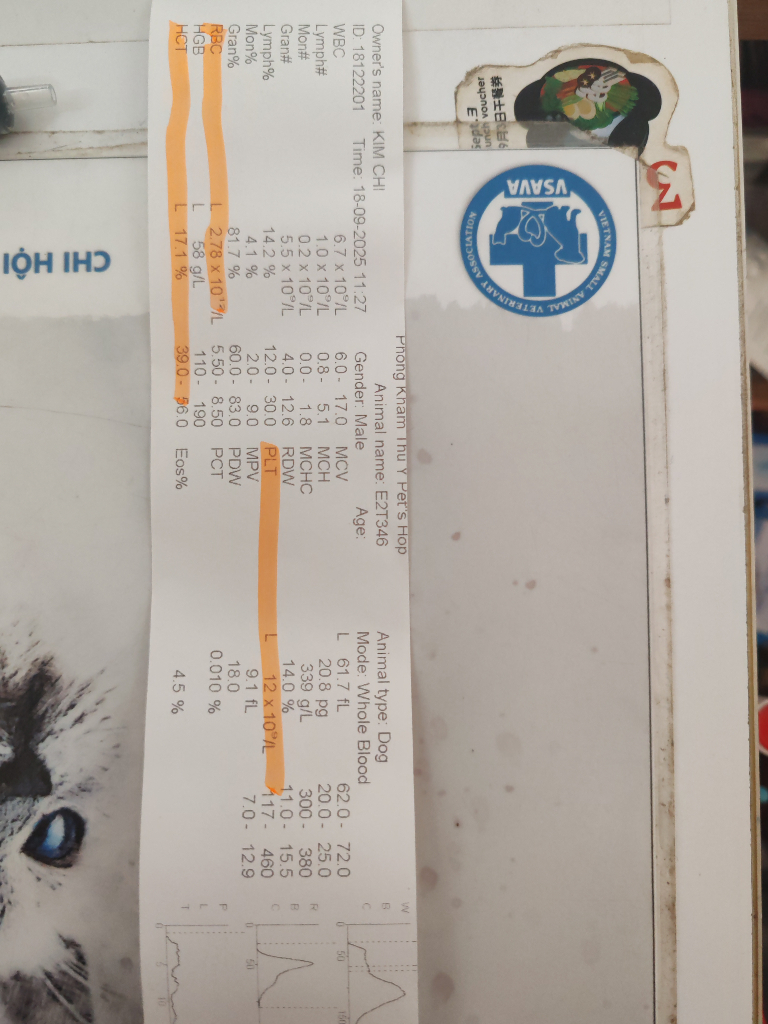 Phong Kham Thu Y Pet's Hop
Owner's name: KIM CHI Animal name: E2T346 Animal type: Dog
ID: 18122201 Time: 18-09-2025 11:27 Gender: Male Age: Mode: Whole Blood
WBC 6.7 x 10^9/L 6.0 - 17.0 MCV L 61.7 fL 62.0 - 72.0
Lymph# 1.0 x 10^9/L 0.8 - 5.1 MCH 20.8 pg 20.0 - 25.0
Mon# 0.2 x 10^9/L 0.0 - 1.8 MCHC 339 g/L 300 - 380
Gran# 5.5 x 10^9/L 4.0 - 12.6 RDW 14.0 % 11.0 - 15.5
Lymph% 14.2 % 12.0 - 30.0 PLT L 12 x 10^9/L 117 - 460
Mon% 4.1 % 2.0 - 9.0 MPV 9.1 fL 7.0 - 12.9
Gran% 81.7 % 60.0 - 83.0 PDW 18.0
RBC L 2.78 x 10^12/L 5.50 - 8.50 PCT 0.010 %
HGB L 58 g/L 110 - 190
HCT L 17.1 % 39.0 - 56.0 Eos% 4.5 %
W B C
0 50
R B C
0 50
P L T
0
VSAVA
VIETNAM SMALL ANIMAL VETERINARY ASSOCIATION
CHI HỘI
voucher